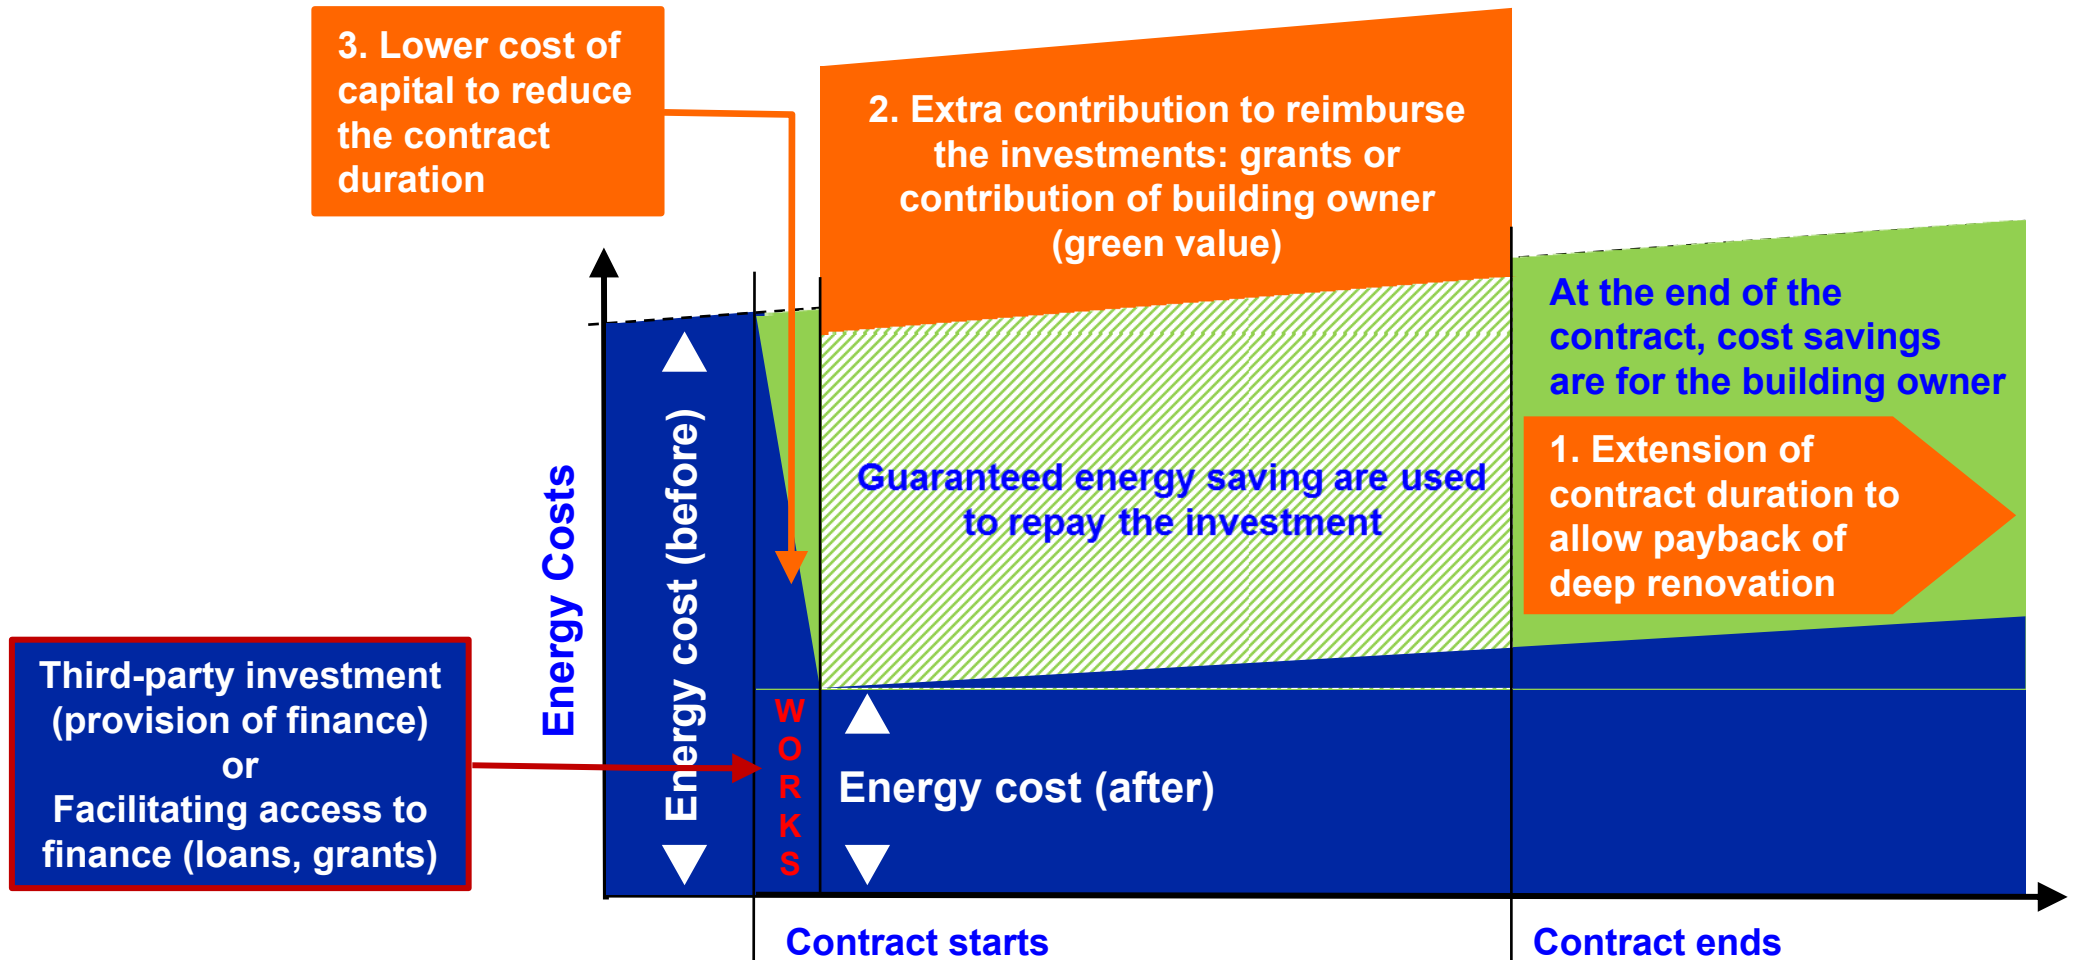 3. Lower cost of
capital to reduce
the contract
duration
2. Extra contribution to reimburse
the investments: grants or
contribution of building owner
(green value)
At the end of the
contract, cost savings
are for the building owner
1. Extension of
contract duration to
allow payback of
deep renovation
Guaranteed energy saving are used
to repay the investment
Energy Costs
Energy cost (before)
Third-party investment
(provision of finance)
or
Facilitating access to
finance (loans, grants)
W
O
R
K
S
Energy cost (after)
Contract starts
Contract ends